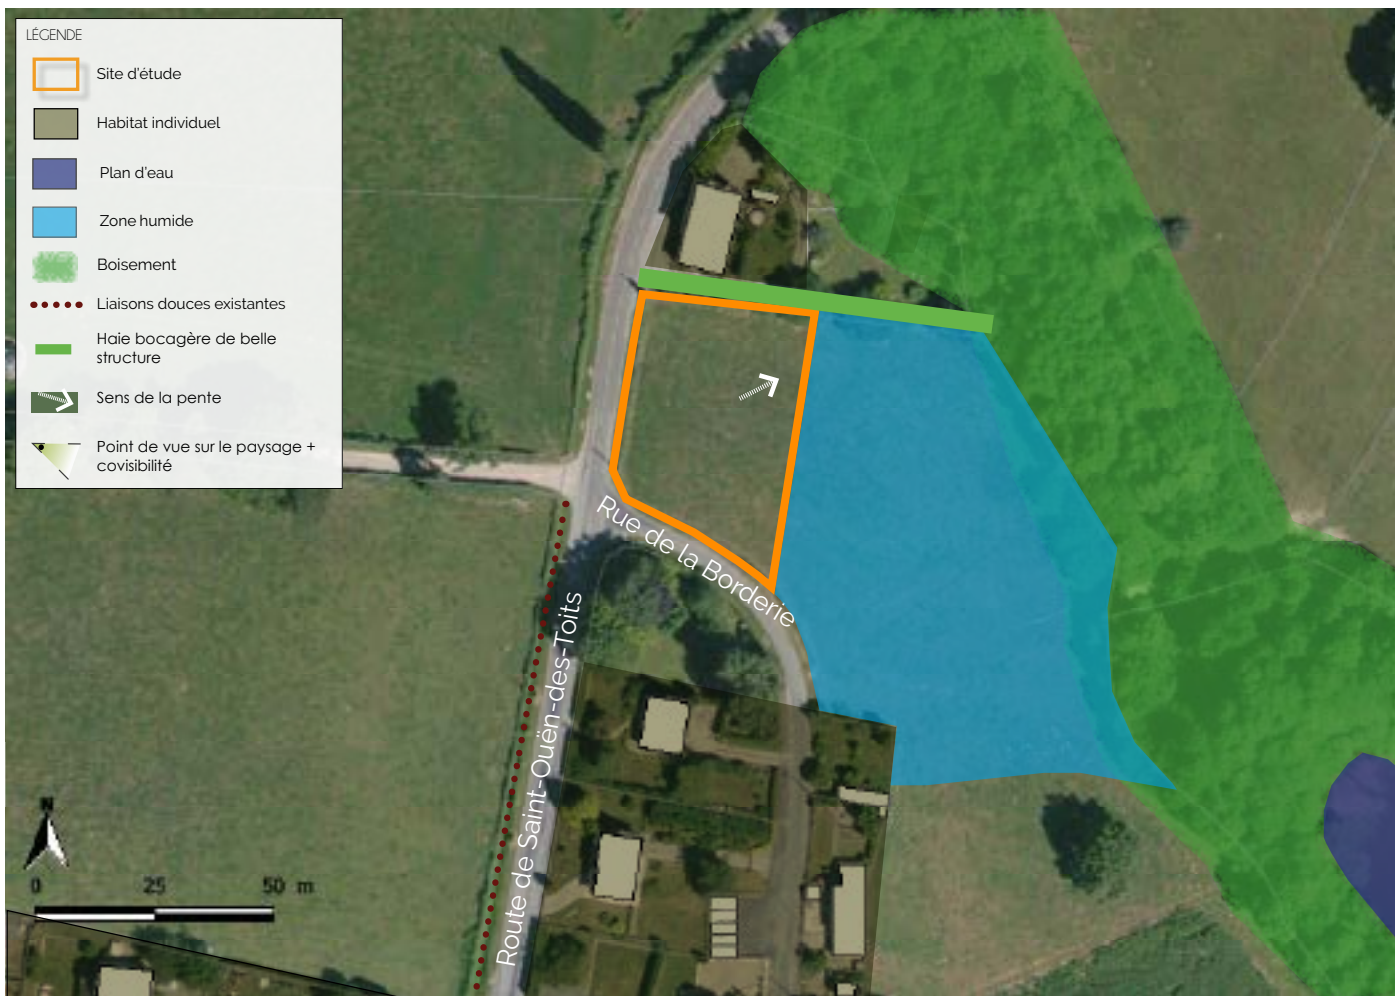 LÉGENDE
Site d'étude
Habitat individuel
Plan d'eau
Zone humide
Boisement
Liaisons douces existantes
Haie bocagère de belle
structure
Sens de la pente
Point de vue sur le paysage +
covisibilité
Rue de la Borderie
Route de Saint-Ouën-des-Toits
N
0 25 50 m